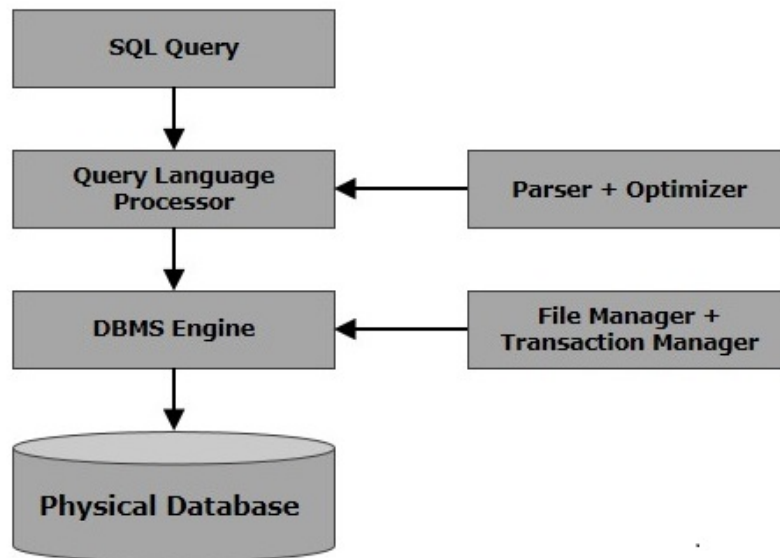 SQL Query
Query Language
Processor
Parser + Optimizer
DBMS Engine
File Manager +
Transaction Manager
Physical Database